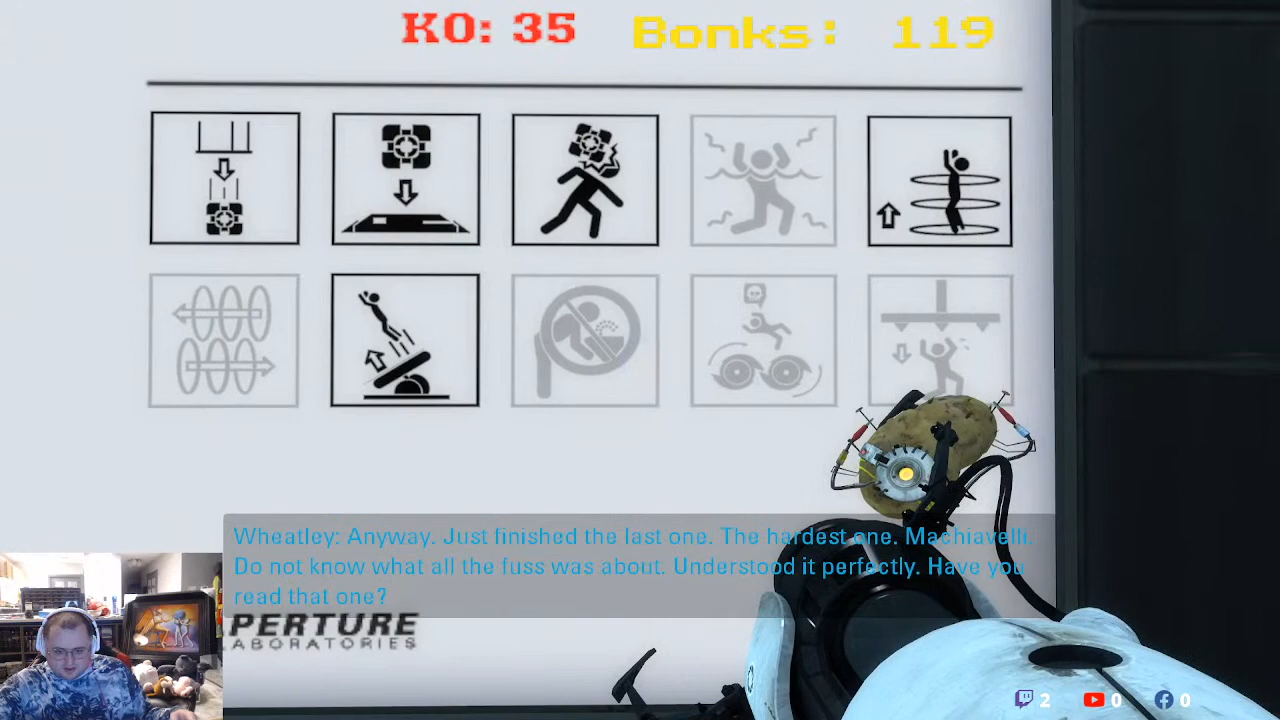 KO: 35
Bonks: 119
Wheatley: Anyway. Just finished the last one. The hardest one. Machiavelli.
Do not know what all the fuss was about. Understood it perfectly. Have you
read that one?
PERTURE
LABORATORIES
2
0
0